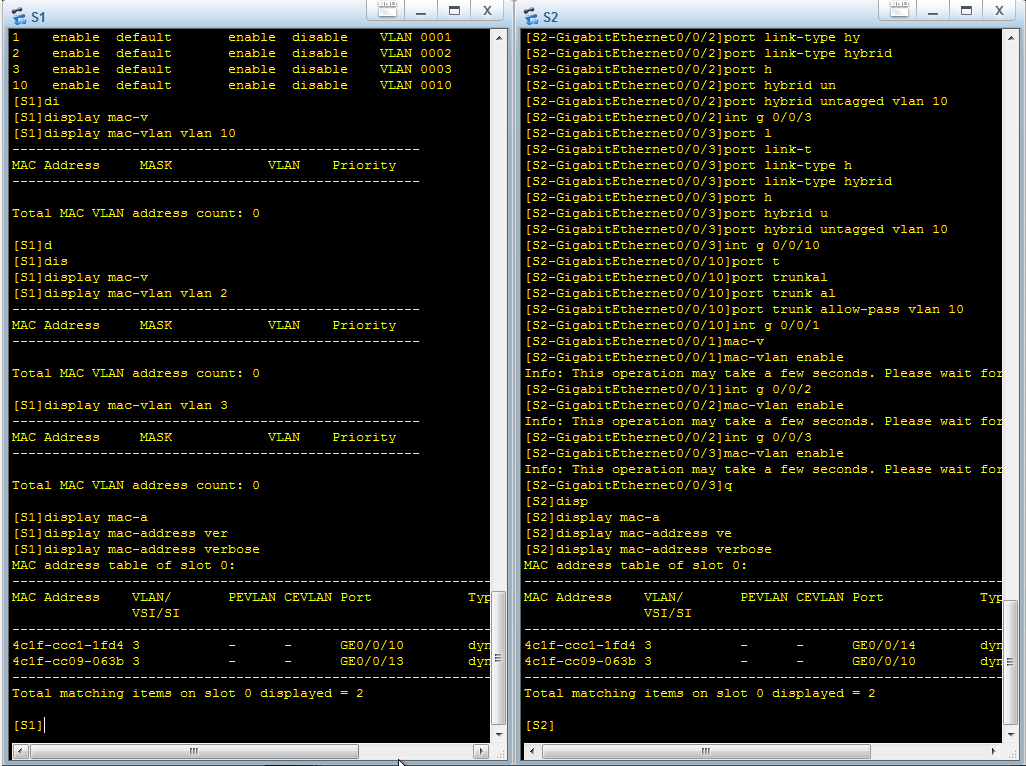 S1
1    enable  default       enable  disable    VLAN 0001
2    enable  default       enable  disable    VLAN 0002
3    enable  default       enable  disable    VLAN 0003
10   enable  default       enable  disable    VLAN 0010
[S1]di
[S1]display mac-v
[S1]display mac-vlan vlan 10
---------------------------------------------------
MAC Address     MASK            VLAN    Priority
---------------------------------------------------
Total MAC VLAN address count: 0
[S1]d
[S1]dis
[S1]display mac-v
[S1]display mac-vlan vlan 2
---------------------------------------------------
MAC Address     MASK            VLAN    Priority
---------------------------------------------------
Total MAC VLAN address count: 0
[S1]display mac-vlan vlan 3
---------------------------------------------------
MAC Address     MASK            VLAN    Priority
---------------------------------------------------
Total MAC VLAN address count: 0
[S1]display mac-a
[S1]display mac-address ver
[S1]display mac-address verbose
MAC address table of slot 0:
------------------------------------------------------------
MAC Address    VLAN/       PEVLAN CEVLAN Port            Typ
VSI/SI
------------------------------------------------------------
4c1f-ccc1-1fd4 3           -      -      GE0/0/10        dyn
4c1f-cc09-063b 3           -      -      GE0/0/13        dyn
------------------------------------------------------------
Total matching items on slot 0 displayed = 2
[S1]
S2
[S2-GigabitEthernet0/0/2]port link-type hy
[S2-GigabitEthernet0/0/2]port link-type hybrid
[S2-GigabitEthernet0/0/2]port h
[S2-GigabitEthernet0/0/2]port hybrid un
[S2-GigabitEthernet0/0/2]port hybrid untagged vlan 10
[S2-GigabitEthernet0/0/2]int g 0/0/3
[S2-GigabitEthernet0/0/3]port l
[S2-GigabitEthernet0/0/3]port link-t
[S2-GigabitEthernet0/0/3]port link-type h
[S2-GigabitEthernet0/0/3]port link-type hybrid
[S2-GigabitEthernet0/0/3]port h
[S2-GigabitEthernet0/0/3]port hybrid u
[S2-GigabitEthernet0/0/3]port hybrid untagged vlan 10
[S2-GigabitEthernet0/0/3]int g 0/0/10
[S2-GigabitEthernet0/0/10]port t
[S2-GigabitEthernet0/0/10]port trunkal
[S2-GigabitEthernet0/0/10]port trunk al
[S2-GigabitEthernet0/0/10]port trunk allow-pass vlan 10
[S2-GigabitEthernet0/0/10]int g 0/0/1
[S2-GigabitEthernet0/0/1]mac-v
[S2-GigabitEthernet0/0/1]mac-vlan enable
Info: This operation may take a few seconds. Please wait for
[S2-GigabitEthernet0/0/1]int g 0/0/2
[S2-GigabitEthernet0/0/2]mac-vlan enable
Info: This operation may take a few seconds. Please wait for
[S2-GigabitEthernet0/0/2]int g 0/0/3
[S2-GigabitEthernet0/0/3]mac-vlan enable
Info: This operation may take a few seconds. Please wait for
[S2-GigabitEthernet0/0/3]q
[S2]disp
[S2]display mac-a
[S2]display mac-address ve
[S2]display mac-address verbose
MAC address table of slot 0:
------------------------------------------------------------
MAC Address    VLAN/       PEVLAN CEVLAN Port            Typ
VSI/SI
------------------------------------------------------------
4c1f-ccc1-1fd4 3           -      -      GE0/0/14        dyn
4c1f-cc09-063b 3           -      -      GE0/0/10        dyn
------------------------------------------------------------
Total matching items on slot 0 displayed = 2
[S2]